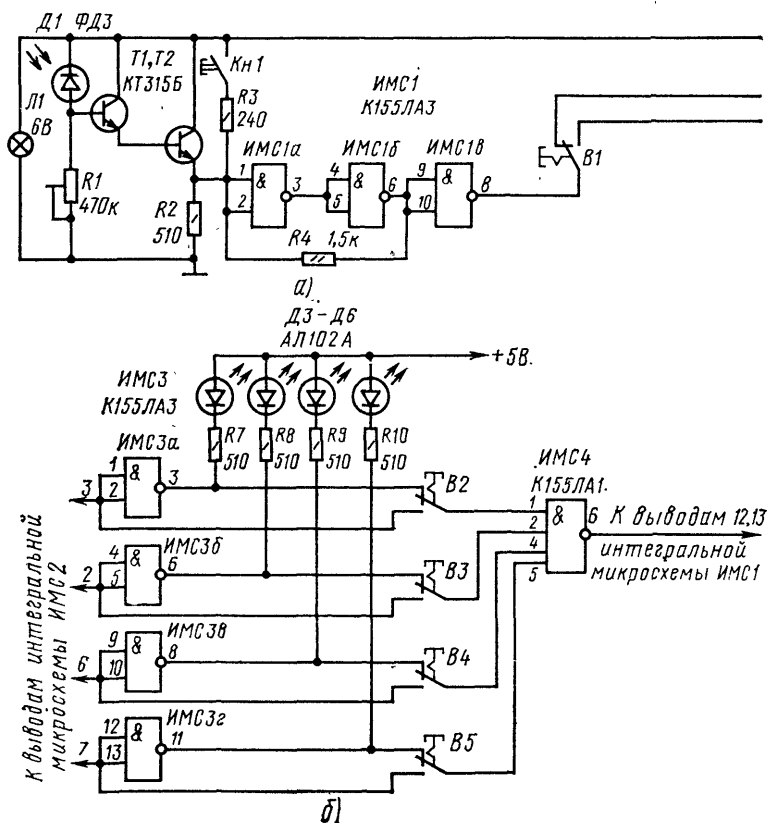 Д1 ФД3
Т1,Т2
КТ315Б
Кн1
ИМС1
К155ЛА3
Л1
6В
R3
240
ИМС1а
ИМС1б
ИМС1в
1
&
2
3
4
&
5
6
9
&
10
8
В1
R1
470к
R2
510
R4 1,5к
а)
Д3–Д6
АЛ102А
+5В.
ИМС3
К155ЛА3
ИМС3а
R7
510
R8
510
R9
510
R10
510
1
&
2
3
3
В2
ИМС4
К155ЛА1.
1
&
2
4
5
6
К выводам 12,13
интегральной
микросхемы ИМС1
ИМС3б
4
&
5
6
2
В3
ИМС3в
9
&
10
8
6
В4
ИМС3г
12
&
13
11
7
В5
К выводам интегральной
микросхемы ИМС2
б)